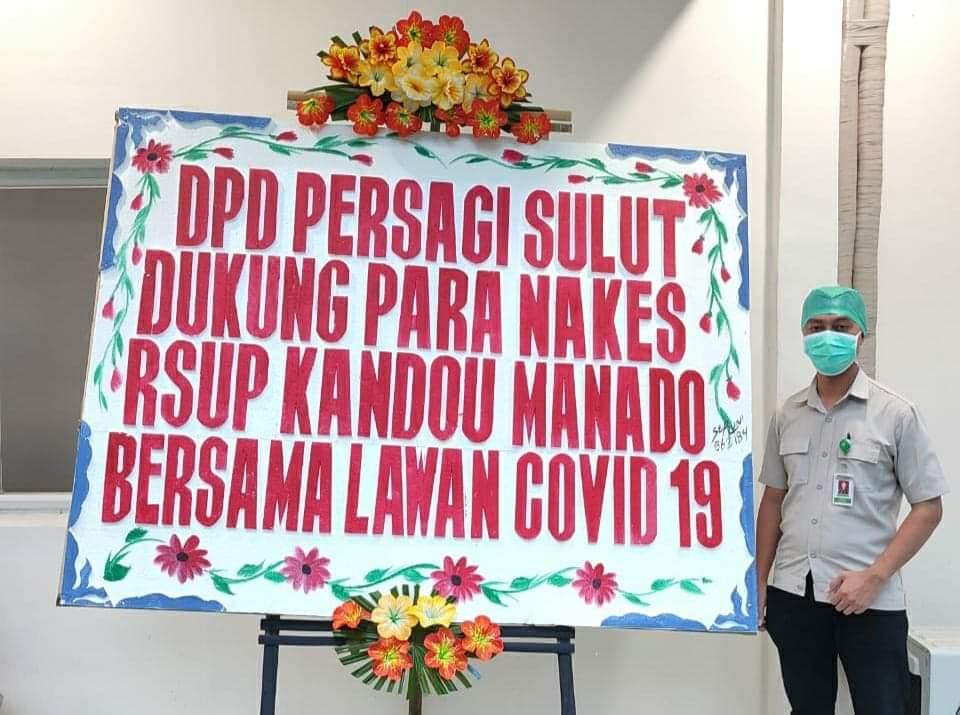 DPD PERSAGI SULUT
DUKUNG PARA NAKES
RSUP KANDOU MANADO
BERSAMA LAWAN COVID 19